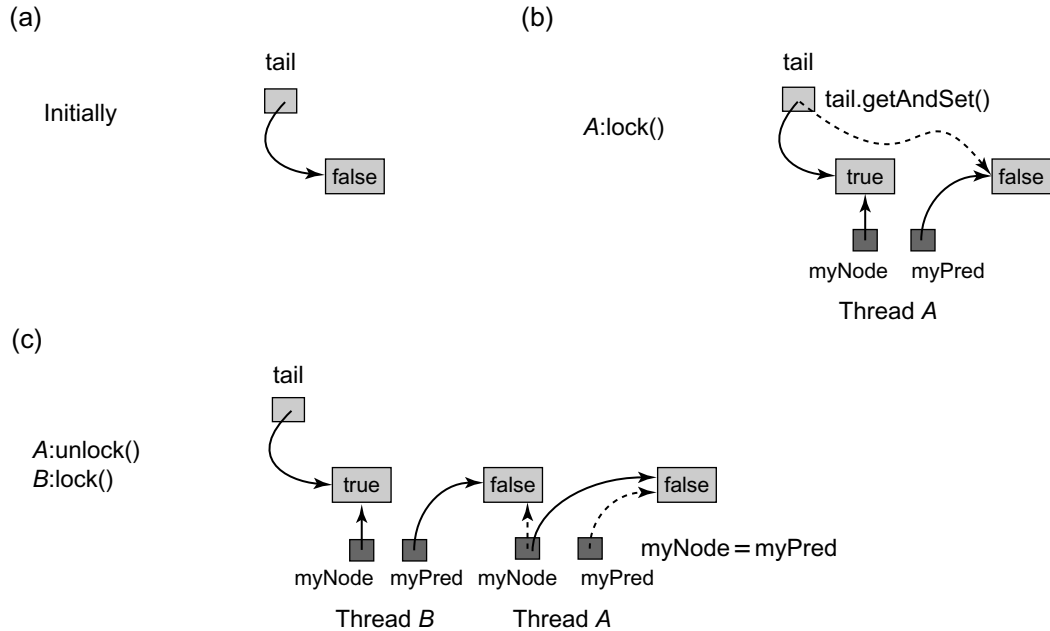 (a)
tail
Initially
false
(b)
tail
tail.getAndSet()
A:lock()
true
false
myNode
myPred
Thread A
(c)
tail
A:unlock()
B:lock()
true
false
false
myNode = myPred
myNode
myPred
myNode
myPred
Thread B
Thread A